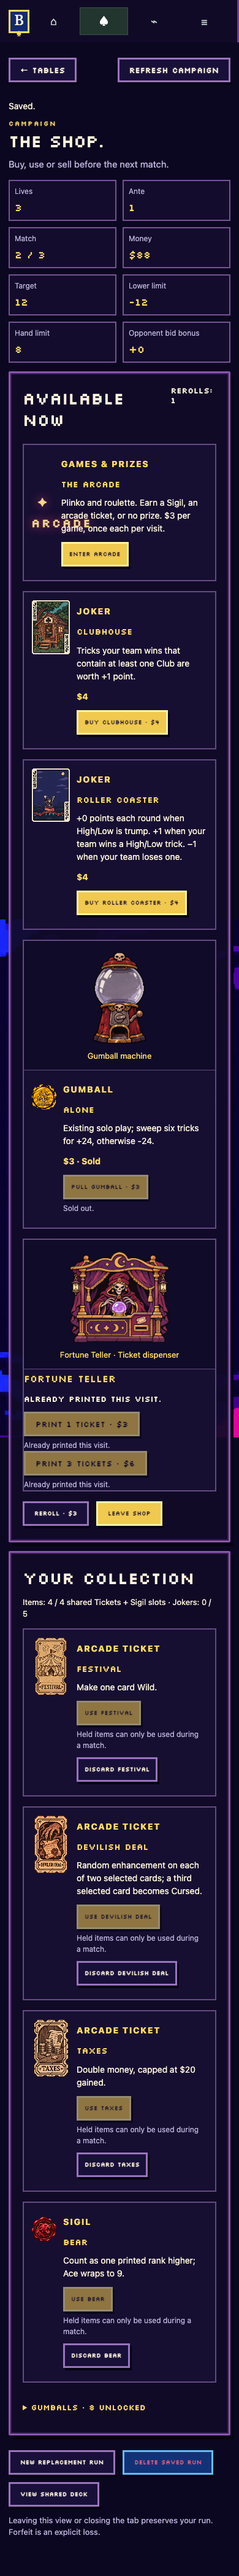 B
← TABLES
REFRESH CAMPAIGN
Saved.
CAMPAIGN
THE SHOP.
Buy, use or sell before the next match.
Lives
3
Ante
1
Match
2 / 3
Money
$88
Target
12
Lower limit
-12
Hand limit
8
Opponent bid bonus
+0
AVAILABLE
NOW
REROLLS:
1
GAMES & PRIZES
THE ARCADE
ARCADE
Plinko and roulette. Earn a Sigil, an
arcade ticket, or no prize. $3 per
game, once each per visit.
ENTER ARCADE
JOKER
CLUBHOUSE
Tricks your team wins that
contain at least one Club are
worth +1 point.
$4
BUY CLUBHOUSE · $4
JOKER
ROLLER COASTER
+0 points each round when
High/Low is trump. +1 when your
team wins a High/Low trick. −1
when your team loses one.
$4
BUY ROLLER COASTER · $4
Gumball machine
GUMBALL
ALONE
Existing solo play; sweep six tricks
for +24, otherwise -24.
$3 · Sold
PULL GUMBALL · $3
Sold out.
Fortune Teller · Ticket dispenser
FORTUNE TELLER
ALREADY PRINTED THIS VISIT.
PRINT 1 TICKET · $3
Already printed this visit.
PRINT 3 TICKETS · $6
Already printed this visit.
REROLL · $3
LEAVE SHOP
YOUR COLLECTION
Items: 4 / 4 shared Tickets + Sigil slots · Jokers: 0 /
5
FESTIVAL
ARCADE TICKET
FESTIVAL
Make one card Wild.
USE FESTIVAL
Held items can only be used during
a match.
DISCARD FESTIVAL
ARCADE TICKET
DEVILISH DEAL
Random enhancement on each
of two selected cards; a third
selected card becomes Cursed.
USE DEVILISH DEAL
Held items can only be used during
a match.
DISCARD DEVILISH DEAL
TAXES
ARCADE TICKET
TAXES
Double money, capped at $20
gained.
USE TAXES
Held items can only be used during
a match.
DISCARD TAXES
SIGIL
BEAR
Count as one printed rank higher;
Ace wraps to 9.
USE BEAR
Held items can only be used during a
match.
DISCARD BEAR
▶ GUMBALLS · 8 UNLOCKED
NEW REPLACEMENT RUN
DELETE SAVED RUN
VIEW SHARED DECK
Leaving this view or closing the tab preserves your run.
Forfeit is an explicit loss.